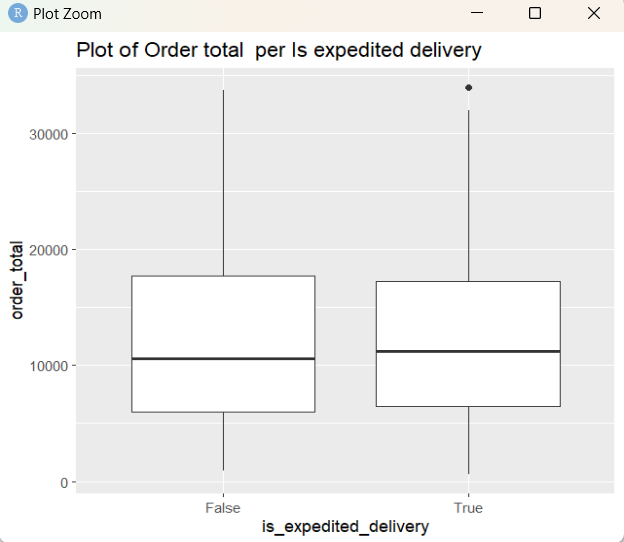 R Plot Zoom
Plot of Order total  per Is expedited delivery
order_total
30000
20000
10000
0
False True
is_expedited_delivery